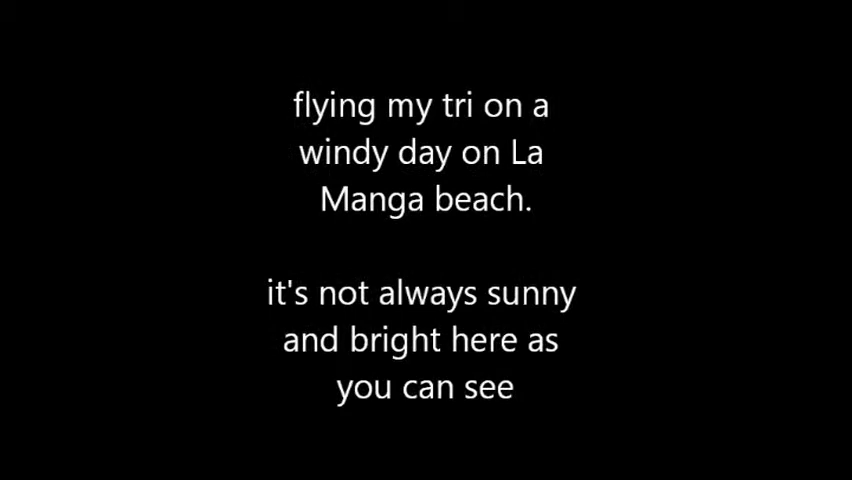 flying my tri on a
windy day on La
Manga beach.
it's not always sunny
and bright here as
you can see